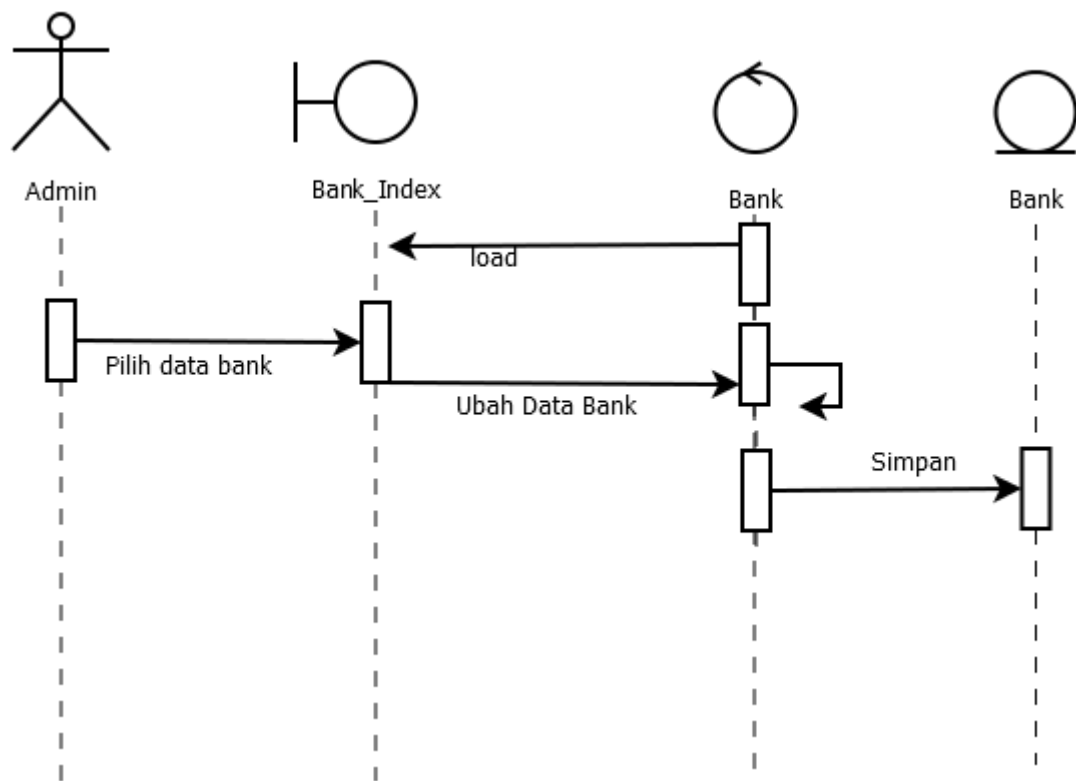 Admin
Bank_Index
Bank
Bank
load
Pilih data bank
Ubah Data Bank
Simpan